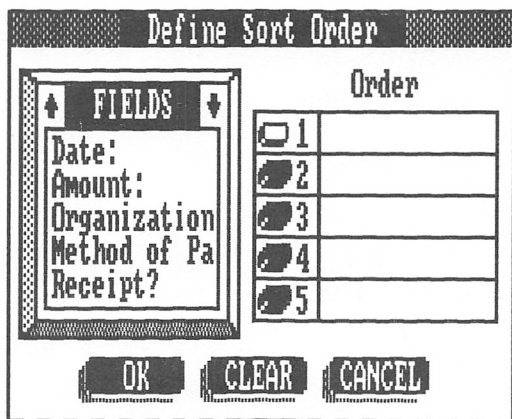 Define Sort Order
FIELDS
Date:
Amount:
Organization
Method of Pa
Receipt?
Order
1
2
3
4
5
OK CLEAR CANCEL